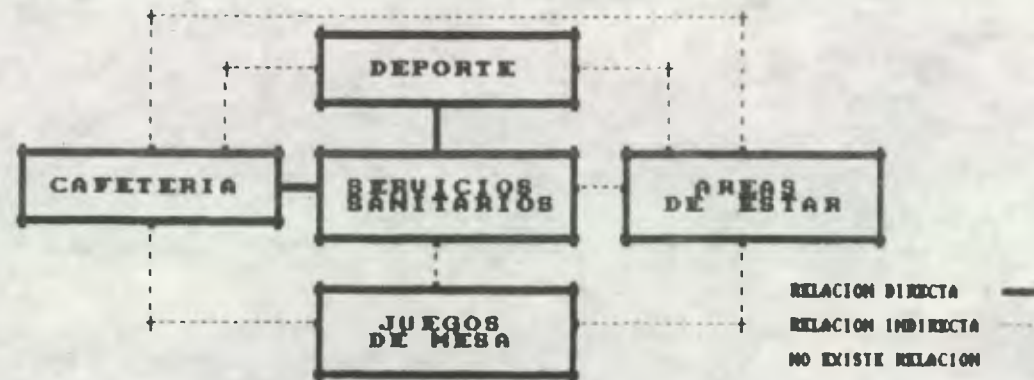 DEPORTE
CAFETERIA
SERVICIOS
SANITARIOS
AREAS
DE ESTAR
JUEGOS
DE MESA
RELACION DIRECTA
RELACION INDIRECTA
NO EXISTE RELACION